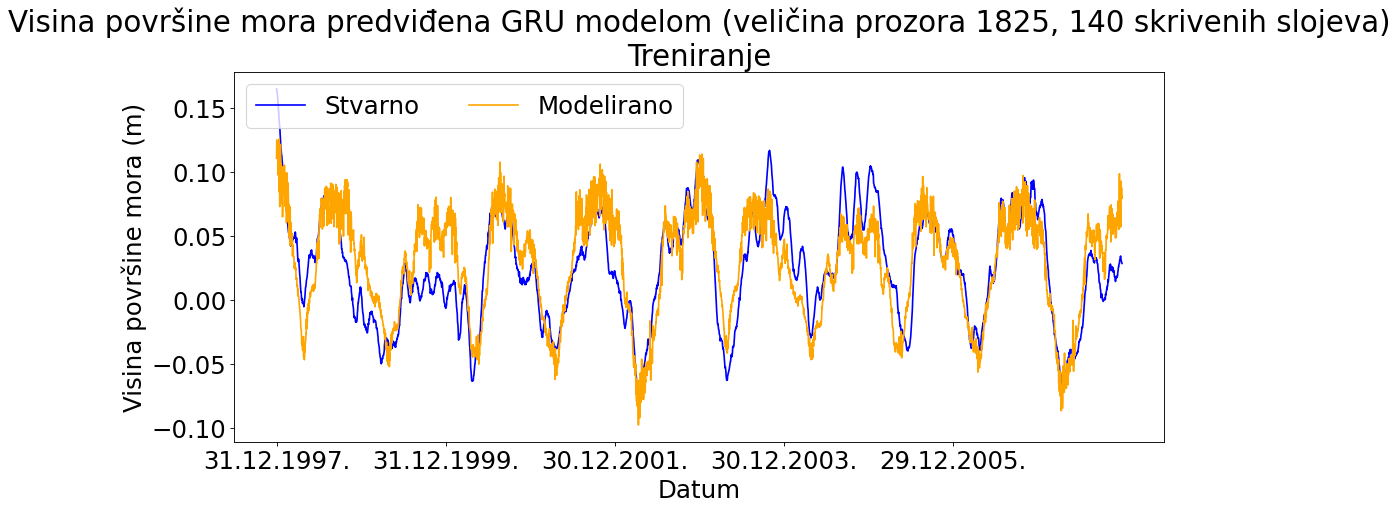 Visina površine mora predviđena GRU modelom (veličina prozora 1825, 140 skrivenih slojeva)
Treniranje
Stvarno
Modelirano
Visina površine mora (m)
0.15
0.10
0.05
0.00
−0.05
−0.10
31.12.1997.
31.12.1999.
30.12.2001.
30.12.2003.
29.12.2005.
Datum